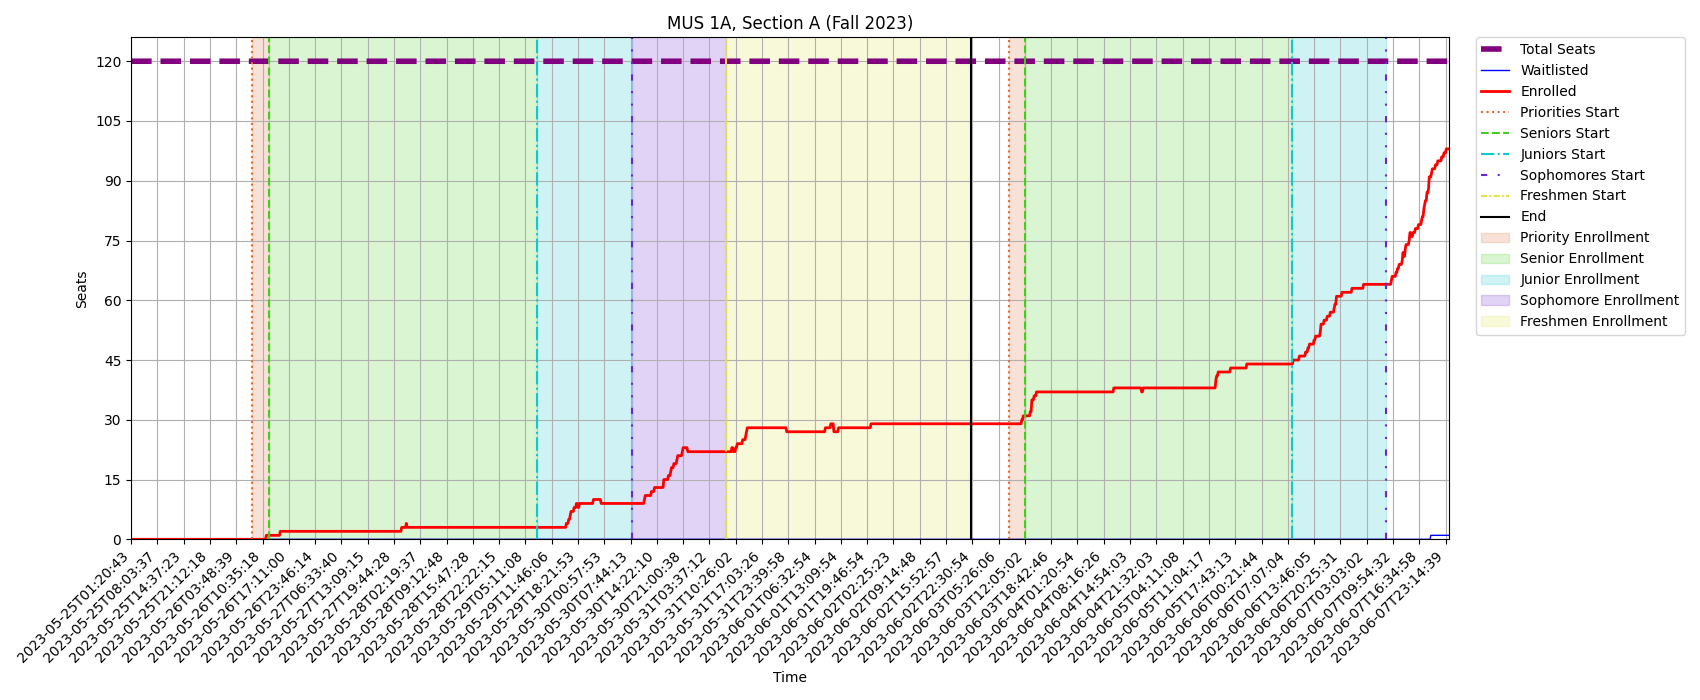 MUS 1A, Section A (Fall 2023)
Seats
120
105
90
75
60
45
30
15
0
2023-05-25T01:20:43
2023-05-25T08:03:37
2023-05-25T14:37:23
2023-05-25T21:12:18
2023-05-26T03:48:39
2023-05-26T10:35:18
2023-05-26T17:11:00
2023-05-26T23:46:14
2023-05-27T06:33:40
2023-05-27T13:09:15
2023-05-27T19:44:28
2023-05-28T02:19:37
2023-05-28T09:12:48
2023-05-28T15:47:28
2023-05-28T22:22:15
2023-05-29T05:11:08
2023-05-29T11:46:06
2023-05-29T18:21:53
2023-05-30T00:57:53
2023-05-30T07:44:13
2023-05-30T14:22:10
2023-05-30T21:00:38
2023-05-31T03:37:12
2023-05-31T10:26:02
2023-05-31T17:03:26
2023-05-31T23:39:58
2023-06-01T06:32:54
2023-06-01T13:09:54
2023-06-01T19:46:54
2023-06-02T02:25:23
2023-06-02T09:14:48
2023-06-02T15:52:57
2023-06-02T22:30:54
2023-06-03T05:26:06
2023-06-03T12:05:02
2023-06-03T18:42:46
2023-06-04T01:20:54
2023-06-04T08:16:26
2023-06-04T14:54:03
2023-06-04T21:32:03
2023-06-05T04:11:08
2023-06-05T11:04:17
2023-06-05T17:43:13
2023-06-06T00:21:44
2023-06-06T07:07:04
2023-06-06T13:46:05
2023-06-06T20:25:31
2023-06-07T03:03:02
2023-06-07T09:54:32
2023-06-07T16:34:58
2023-06-07T23:14:39
Time
Total Seats
Waitlisted
Enrolled
Priorities Start
Seniors Start
Juniors Start
Sophomores Start
Freshmen Start
End
Priority Enrollment
Senior Enrollment
Junior Enrollment
Sophomore Enrollment
Freshmen Enrollment